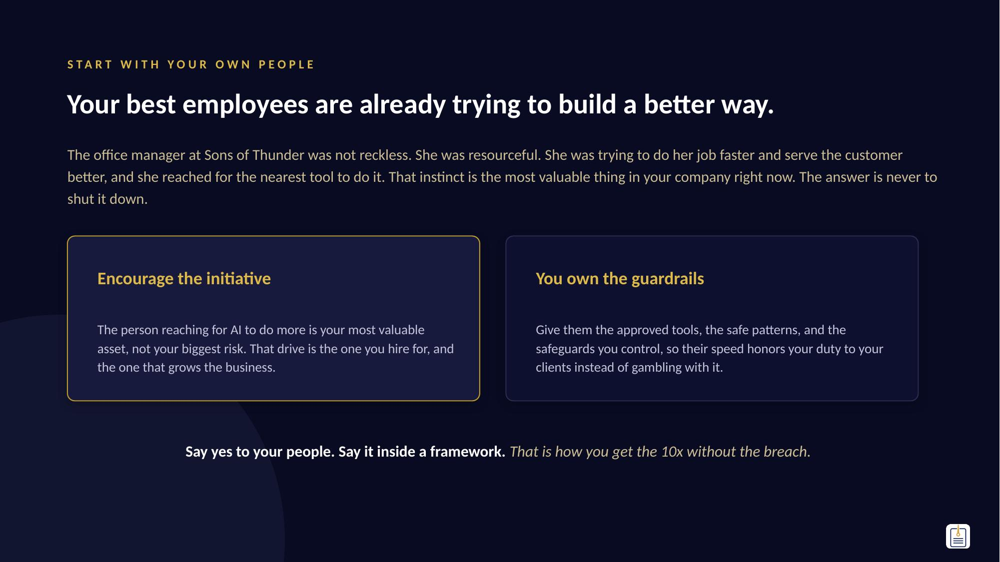 START WITH YOUR OWN PEOPLE
Your best employees are already trying to build a better way.
The office manager at Sons of Thunder was not reckless. She was resourceful. She was trying to do her job faster and serve the customer
better, and she reached for the nearest tool to do it. That instinct is the most valuable thing in your company right now. The answer is never to
shut it down.
Encourage the initiative
The person reaching for AI to do more is your most valuable
asset, not your biggest risk. That drive is the one you hire for, and
the one that grows the business.
You own the guardrails
Give them the approved tools, the safe patterns, and the
safeguards you control, so their speed honors your duty to your
clients instead of gambling with it.
Say yes to your people. Say it inside a framework. That is how you get the 10x without the breach.